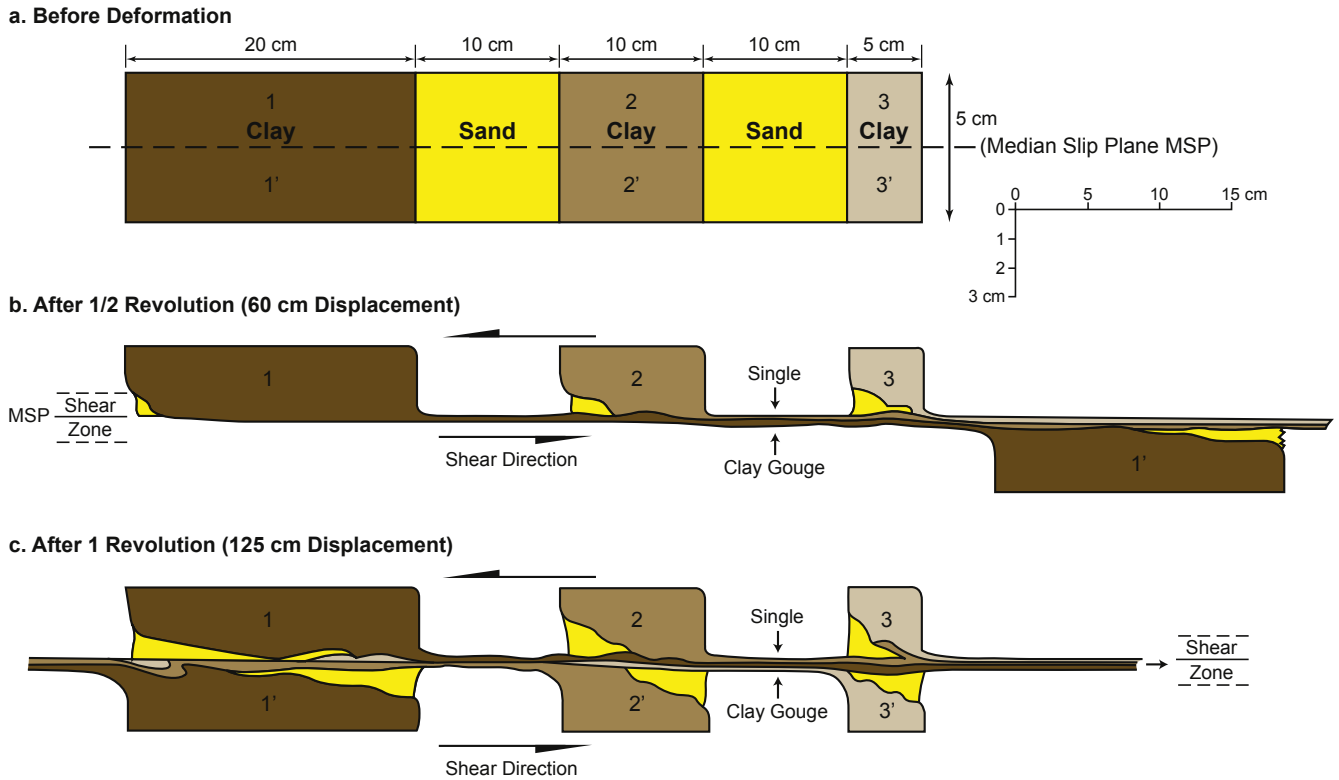 a. Before Deformation
20 cm 10 cm 10 cm 10 cm 5 cm
1 2 3
Clay Sand Clay Sand Clay
5 cm
(Median Slip Plane MSP)
1’ 2’ 3’
0 5 10 15 cm
0
1
2
3 cm
b. After 1/2 Revolution (60 cm Displacement)
1 2 Single 3
MSP Shear
Zone
Shear Direction
Clay Gouge
1’
c. After 1 Revolution (125 cm Displacement)
1 2 Single 3
Shear
Zone
1’ 2’ Clay Gouge 3’
Shear Direction